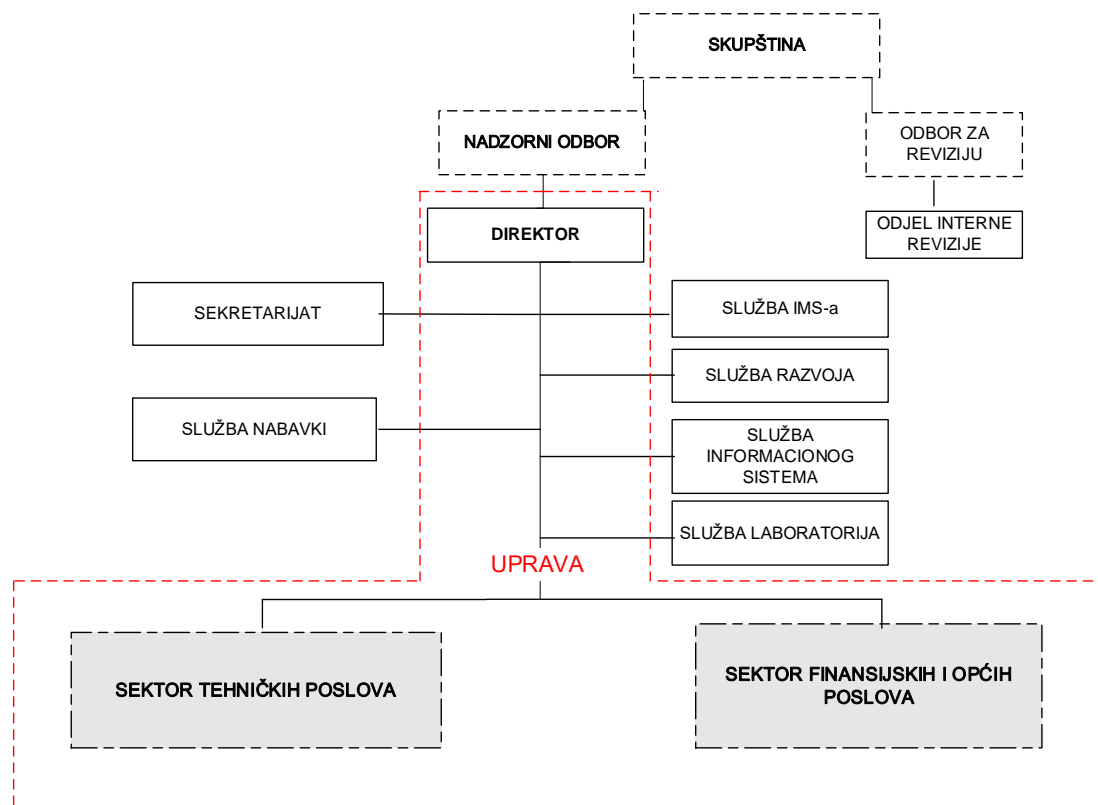 SKUPŠTINA
NADZORNI ODBOR
ODBOR ZA
REVIZIJU
DIREKTOR
ODJEL INTERNE
REVIZIJE
SEKRETARIJAT
SLUŽBA IMS-a
SLUŽBA RAZVOJA
SLUŽBA NABAVKI
SLUŽBA
INFORMACIONOG
SISTEMA
SLUŽBA LABORATORIJA
UPRAVA
SEKTOR TEHNIČKIH POSLOVA
SEKTOR FINANSIJSKIH I OPĆIH
POSLOVA